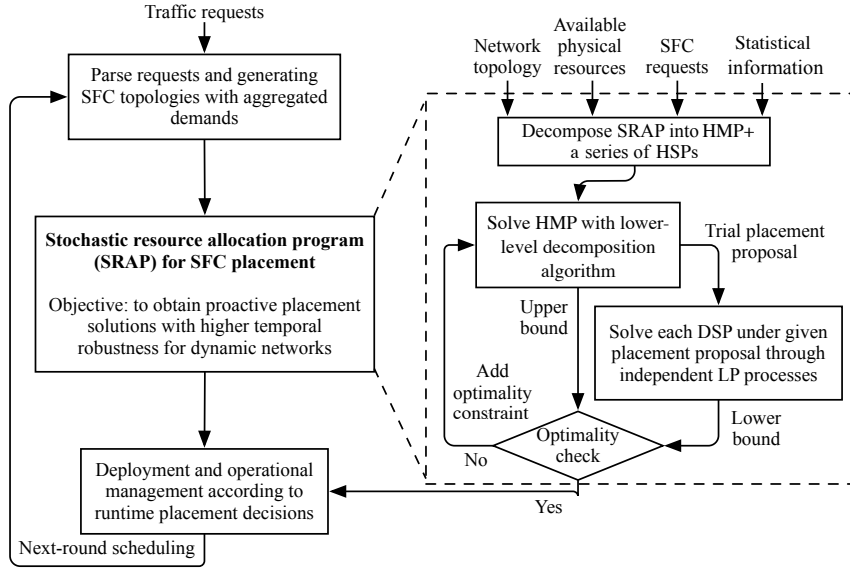 Traffic requests
Parse requests and generating
SFC topologies with aggregated
demands
Stochastic resource allocation program
(SRAP) for SFC placement
Objective: to obtain proactive placement
solutions with higher temporal
robustness for dynamic networks
Deployment and operational
management according to
runtime placement decisions
Next-round scheduling
Network
topology
Available
physical
resources
SFC
requests
Statistical
information
Decompose SRAP into HMP+
a series of HSPs
Solve HMP with lower-
level decomposition
algorithm
Trial placement
proposal
Upper
bound
Solve each DSP under given
placement proposal through
independent LP processes
Add
optimality
constraint
Lower
bound
Optimality
check
No
Yes